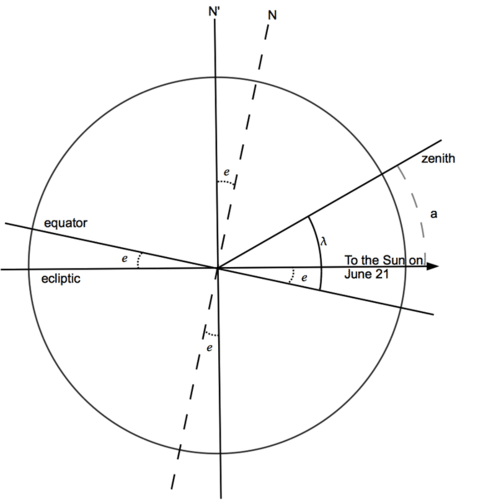 N'
N
e
zenith
a
equator
λ
e
To the Sun on
ecliptic
e
June 21
e